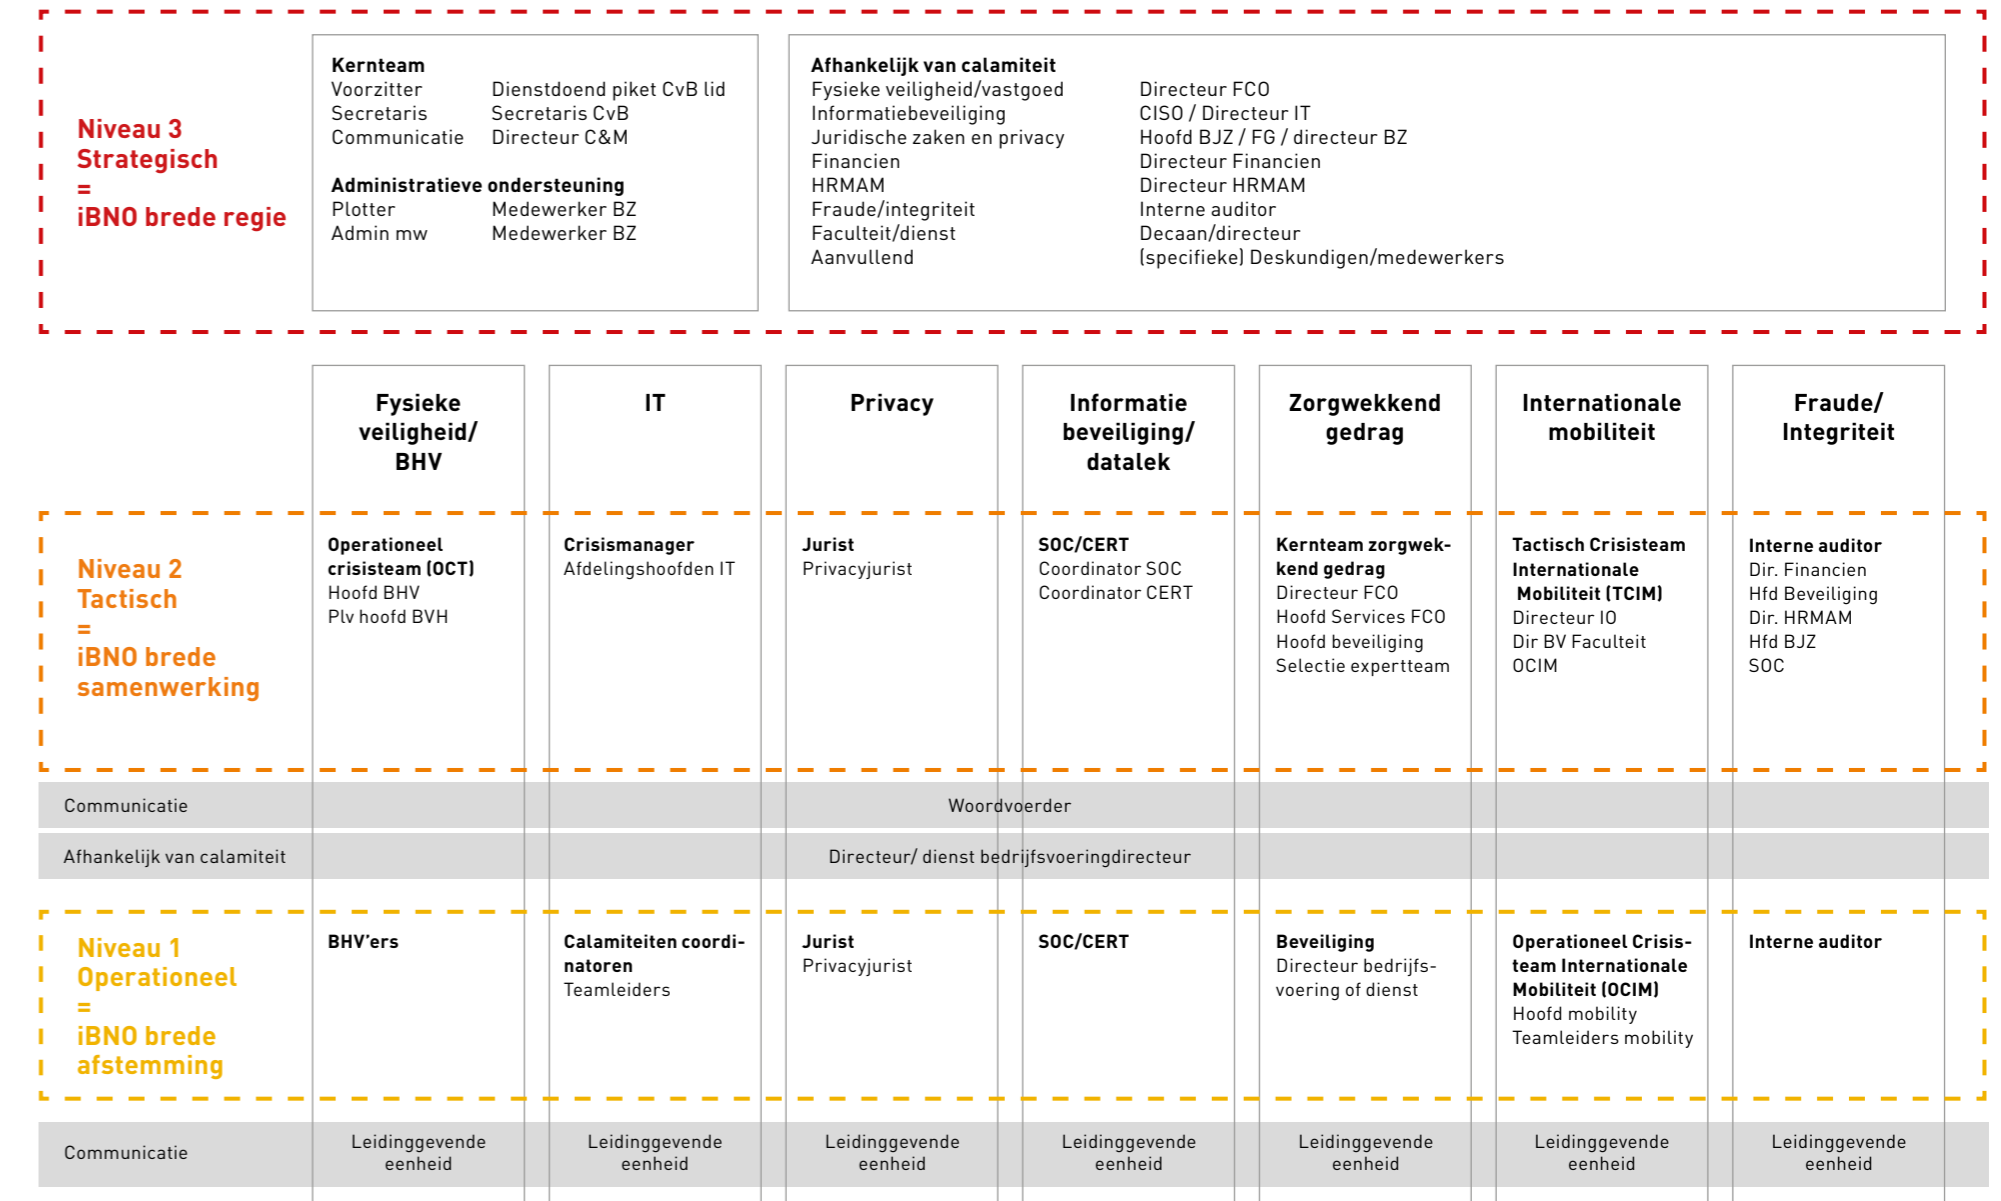 Niveau 3
Strategisch
=
iBNO brede regie
Kernteam
Voorzitter Dienstdoend piket CvB lid
Secretaris Secretaris CvB
Communicatie Directeur C&M
Administratieve ondersteuning
Plotter Medewerker BZ
Admin mw Medewerker BZ
Afhankelijk van calamiteit
Fysieke veiligheid/vastgoed Directeur FCO
Informatiebeveiliging CISO / Directeur IT
Juridische zaken en privacy Hoofd BJZ / FG / directeur BZ
Financien Directeur Financien
HRMAM Directeur HRMAM
Fraude/integriteit Interne auditor
Faculteit/dienst Decaan/directeur
Aanvullend (specifieke) Deskundigen/medewerkers
Fysieke
veiligheid/
BHV
IT
Privacy
Informatie
beveiliging/
datalek
Zorgwekkend
gedrag
Internationale
mobiliteit
Fraude/
Integriteit
Niveau 2
Tactisch
=
iBNO brede
samenwerking
Operationeel
crisisteam (OCT)
Hoofd BHV
Plv hoofd BVH
Crisismanager
Afdelingshoofden IT
Jurist
Privacyjurist
SOC/CERT
Coordinator SOC
Coordinator CERT
Kernteam zorgwek-
kend gedrag
Directeur FCO
Hoofd Services FCO
Hoofd beveiliging
Selectie expertteam
Tactisch Crisisteam
Internationale
Mobiliteit (TCIM)
Directeur IO
Dir BV Faculteit
OCIM
Interne auditor
Dir. Financien
Hfd Beveiliging
Dir. HRMAM
Hfd BJZ
SOC
Communicatie Woordvoerder
Afhankelijk van calamiteit Directeur/ dienst bedrijfsvoeringdirecteur
Niveau 1
Operationeel
=
iBNO brede
afstemming
BHV'ers
Calamiteiten coordi-
natoren
Teamleiders
Jurist
Privacyjurist
SOC/CERT
Beveiliging
Directeur bedrijfs-
voering of dienst
Operationeel Crisis-
team Internationale
Mobiliteit (OCIM)
Hoofd mobility
Teamleiders mobility
Interne auditor
Communicatie
Leidinggevende
eenheid
Leidinggevende
eenheid
Leidinggevende
eenheid
Leidinggevende
eenheid
Leidinggevende
eenheid
Leidinggevende
eenheid
Leidinggevende
eenheid